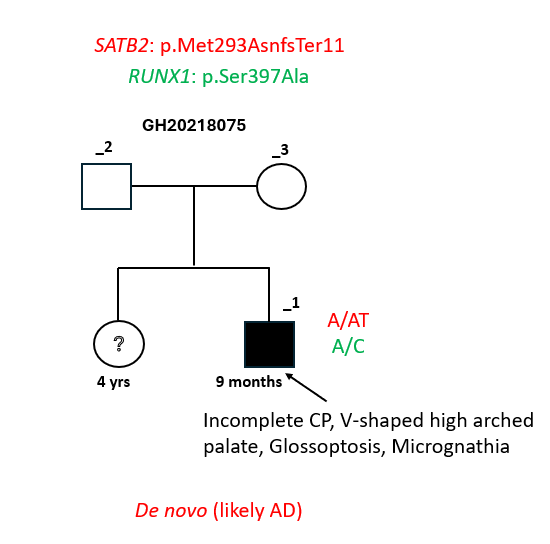 SATB2: p.Met293AsnfsTer11
RUNX1: p.Ser397Ala
GH20218075
_2
_3
_1
?
A/AT
A/C
4 yrs
9 months
Incomplete CP, V-shaped high arched
palate, Glossoptosis, Micrognathia
De novo (likely AD)